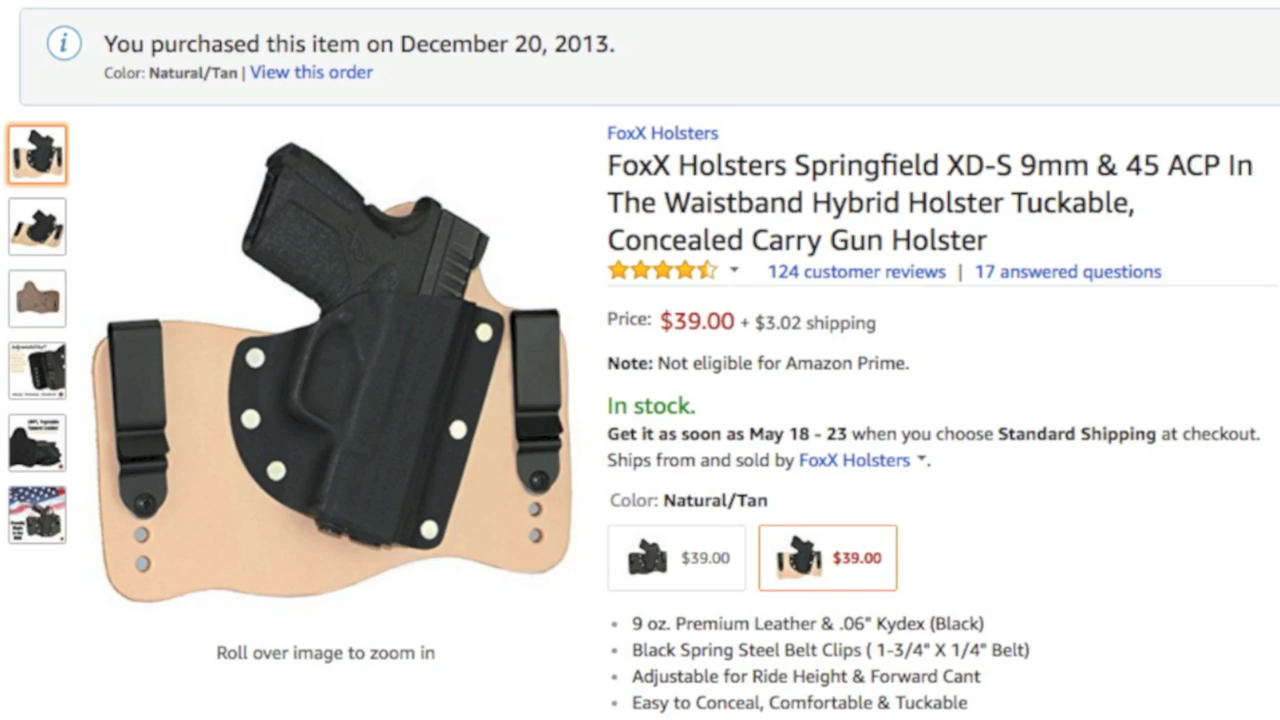 You purchased this item on December 20, 2013.
Color: Natural/Tan | View this order
FoxX Holsters
FoxX Holsters Springfield XD-S 9mm & 45 ACP In
The Waistband Hybrid Holster Tuckable,
Concealed Carry Gun Holster
124 customer reviews | 17 answered questions
Price: $39.00 + $3.02 shipping
Note: Not eligible for Amazon Prime.
In stock.
Get it as soon as May 18 - 23 when you choose Standard Shipping at checkout.
Ships from and sold by FoxX Holsters.
Color: Natural/Tan
$39.00 $39.00
• 9 oz. Premium Leather & .06" Kydex (Black)
• Black Spring Steel Belt Clips ( 1-3/4" X 1/4" Belt)
• Adjustable for Ride Height & Forward Cant
• Easy to Conceal, Comfortable & Tuckable
Roll over image to zoom in